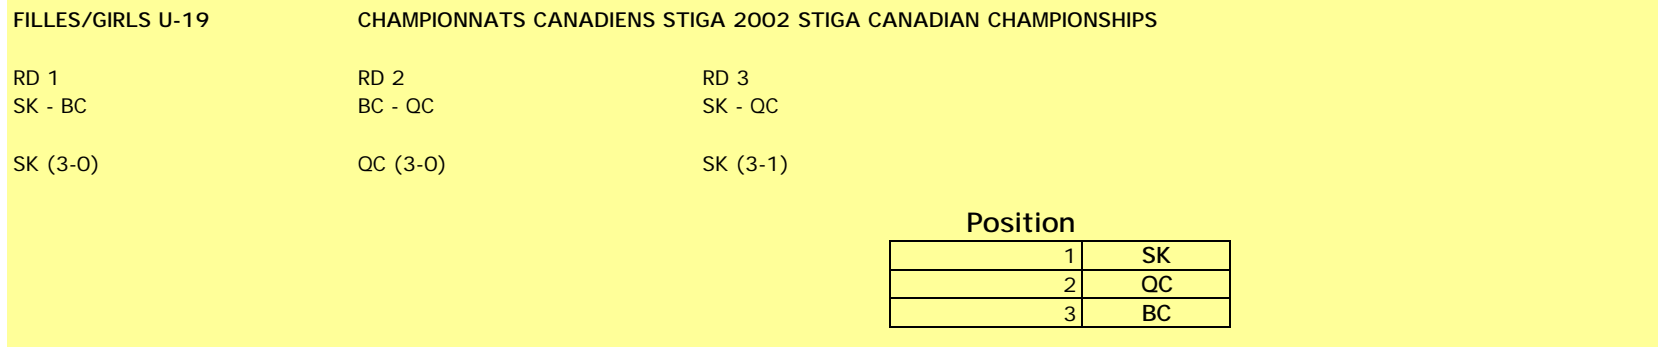 FILLES/GIRLS U-19 CHAMPIONNATS CANADIENS STIGA 2002 STIGA CANADIAN CHAMPIONSHIPS
RD 1 RD 2 RD 3
SK - BC BC - QC SK - QC
SK (3-0) QC (3-0) SK (3-1)
Position
1 SK
2 QC
3 BC